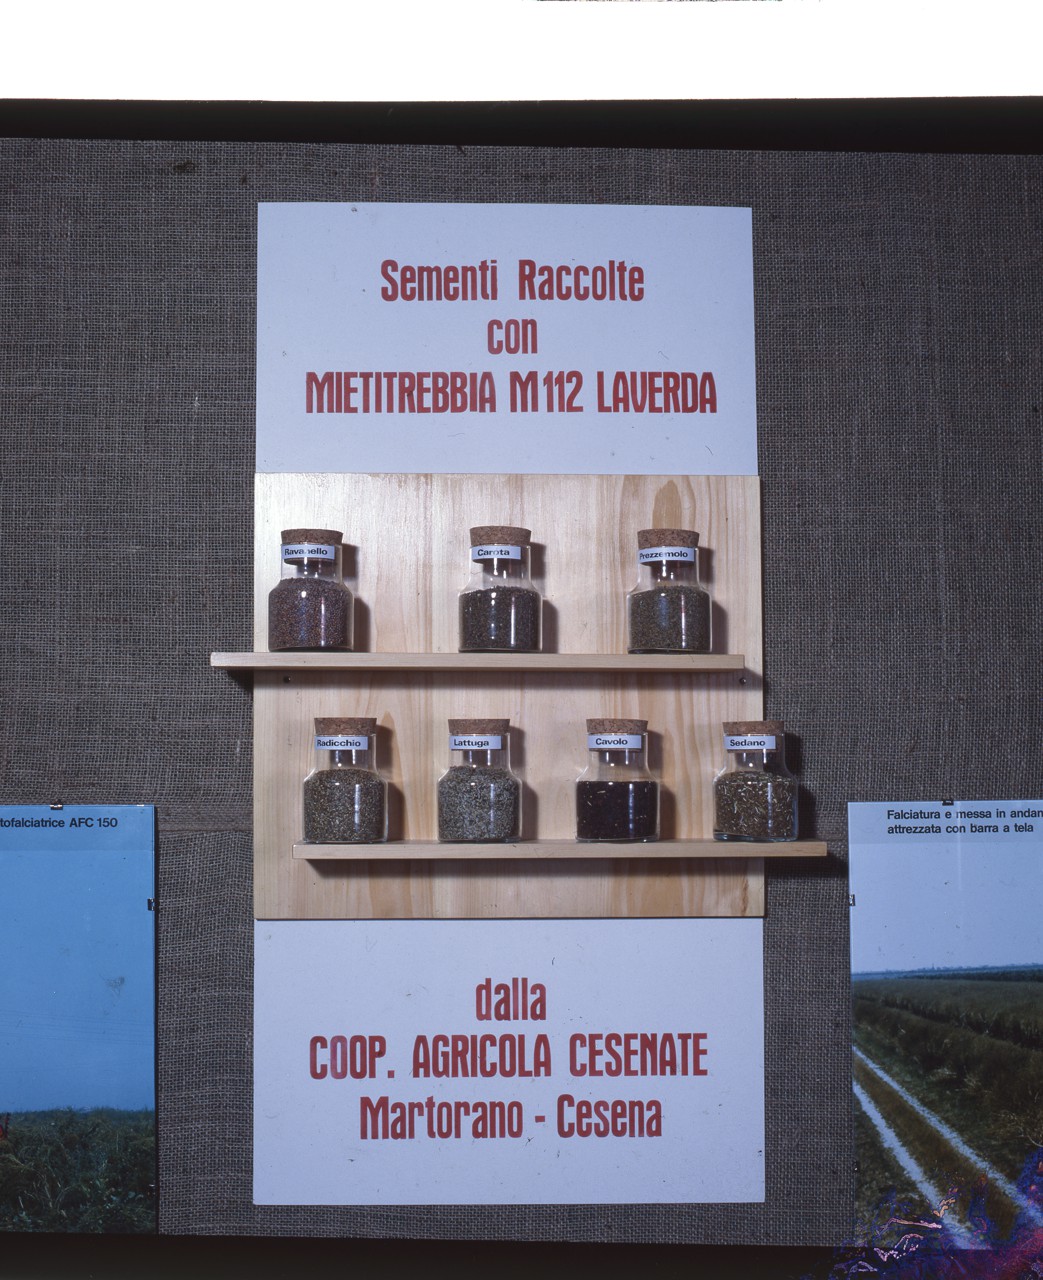 Sementi Raccolte
con
MIETITREBBIA M112 LAVERDA
Ravanello
Carota
Prezzemolo
Radicchio
Lattuga
Cavolo
Sedano
tofalciatrice AFC 150
Falciatura e messa in andan
attrezzata con barra a tela
dalla
COOP. AGRICOLA CESENATE
Martorano - Cesena